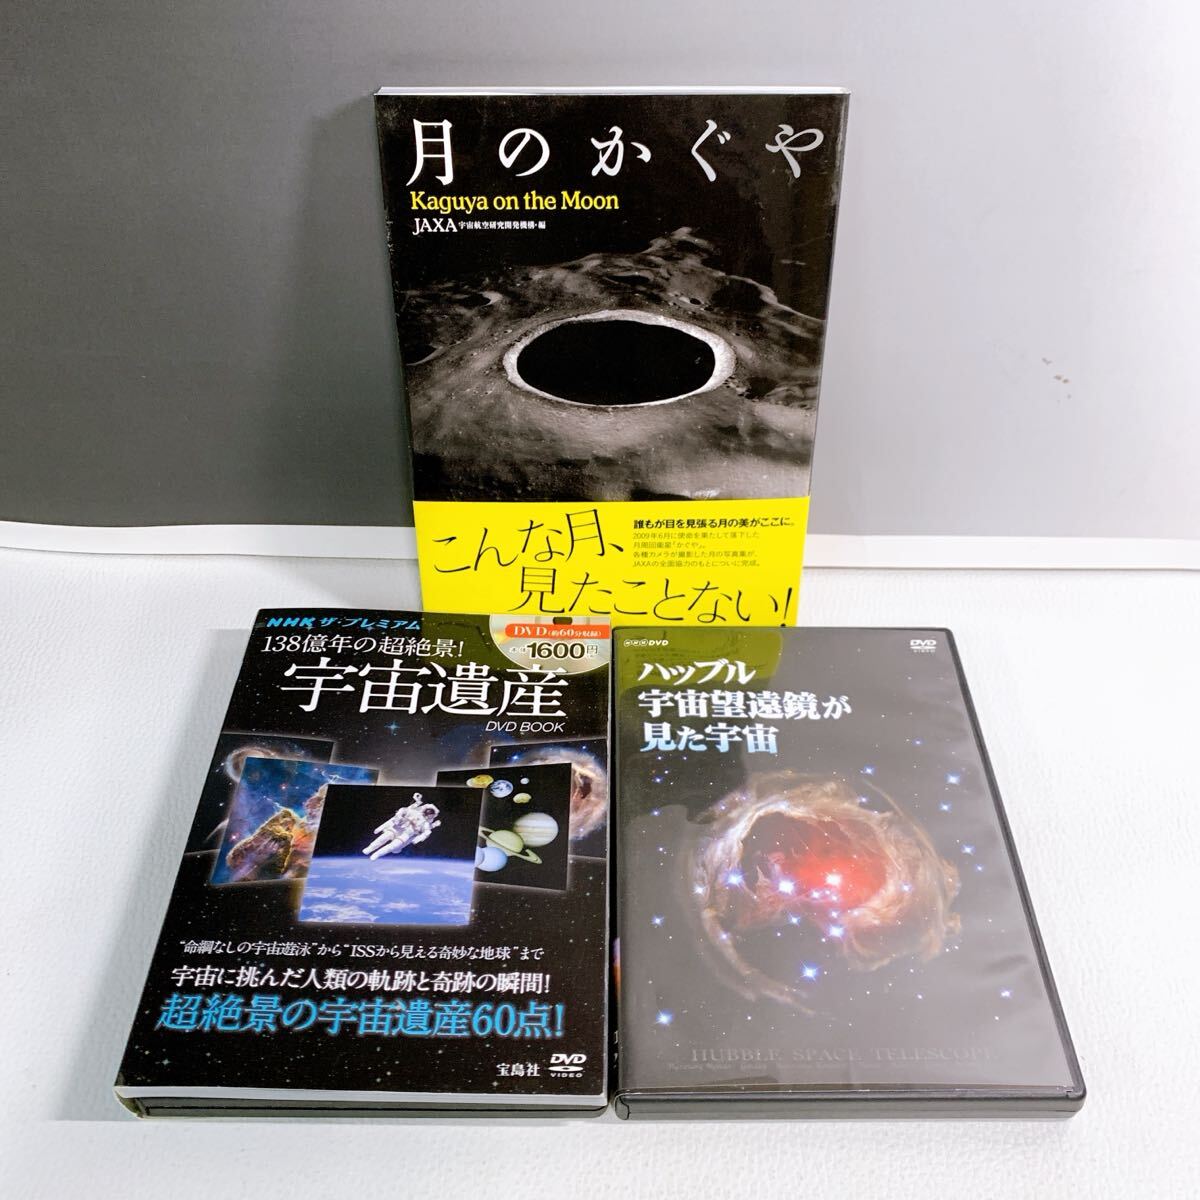 月のかぐや
Kaguya on the Moon
JAXA 宇宙航空研究開発機構・編
こんな月、
見たことない!
誰もが目を見張る月の美がここに。
2009年6月に使命を果たして落下した
月周回衛星「かぐや」。
各種カメラが撮影した月の写真集が、
JAXAの全面協力のもとについに完成。
NHK ザ・プレミアム
138億年の超絶景!
宇宙遺産
DVD BOOK
DVD(約60分収録)
本体1600円
“命綱なしの宇宙遊泳”から“ISSから見える奇妙な地球”まで
宇宙に挑んだ人類の軌跡と奇跡の瞬間!
超絶景の宇宙遺産60点!
宝島社
DVD
VIDEO
NHK DVD
DVD
VIDEO
ハッブル
宇宙望遠鏡が
見た宇宙
HUBBLE SPACE TELESCOPE